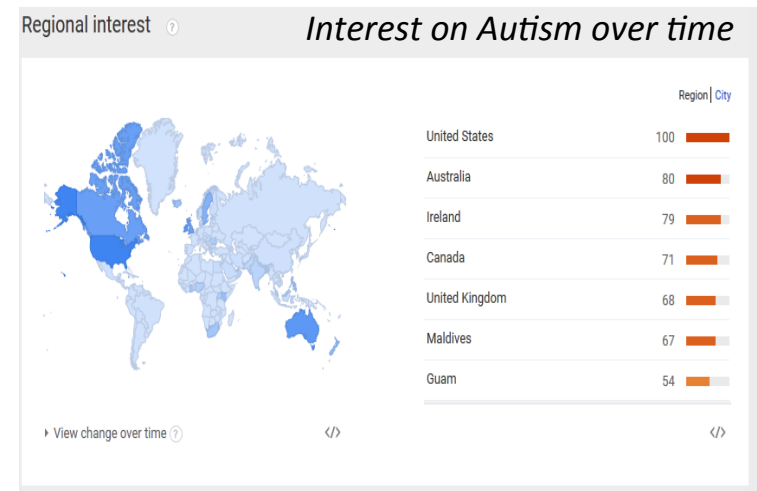 Regional interest ?
Interest on Autism over time
Region | City
United States 100
Australia 80
Ireland 79
Canada 71
United Kingdom 68
Maldives 67
Guam 54
View change over time ? </> </>